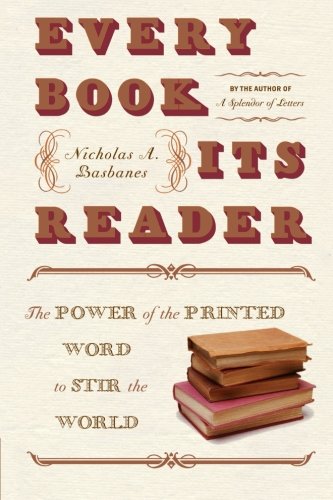 EVERY
BOOK
BY THE AUTHOR OF
A Splendor of Letters
Nicholas A.
Basbanes
ITS
READER
The POWER of the PRINTED
WORD
to STIR the
WORLD